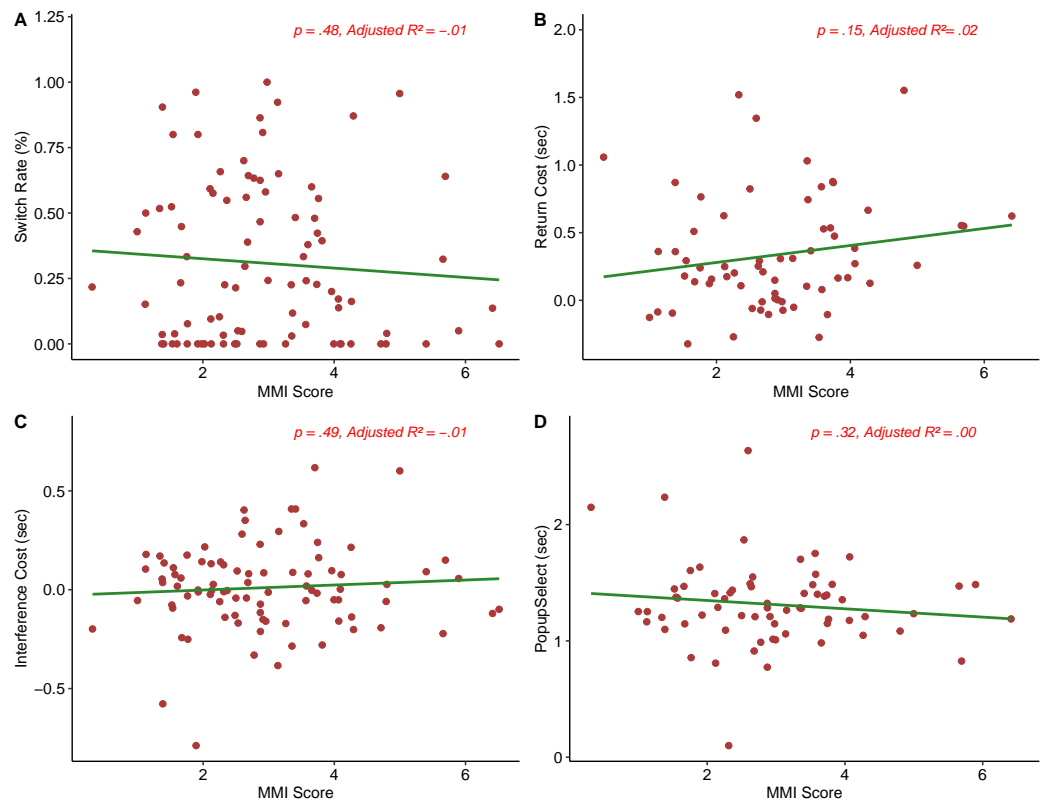 A
p = .48, Adjusted R² = −.01
1.25
1.00
0.75
0.50
0.25
0.00
Switch Rate (%)
2
4
6
MMI Score
B
p = .15, Adjusted R²= .02
2.0
1.5
1.0
0.5
0.0
Return Cost (sec)
2
4
6
MMI Score
C
p = .49, Adjusted R² = −.01
0.5
0.0
−0.5
Interference Cost (sec)
2
4
6
MMI Score
D
p = .32, Adjusted R² = .00
2
1
0
PopupSelect (sec)
2
4
6
MMI Score